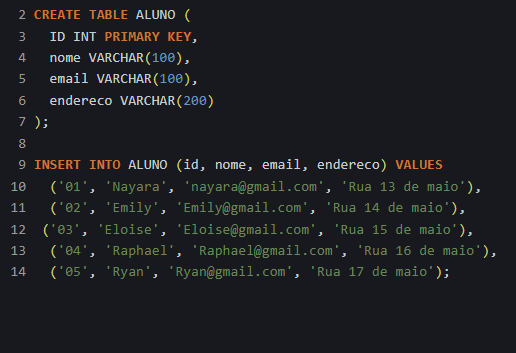 2 CREATE TABLE ALUNO (
3 ID INT PRIMARY KEY,
4 nome VARCHAR(100),
5 email VARCHAR(100),
6 endereco VARCHAR(200)
7 );
8
9 INSERT INTO ALUNO (id, nome, email, endereco) VALUES
10 ('01', 'Nayara', 'nayara@gmail.com', 'Rua 13 de maio'),
11 ('02', 'Emily', 'Emily@gmail.com', 'Rua 14 de maio'),
12 ('03', 'Eloise', 'Eloise@gmail.com', 'Rua 15 de maio'),
13 ('04', 'Raphael', 'Raphael@gmail.com', 'Rua 16 de maio'),
14 ('05', 'Ryan', 'Ryan@gmail.com', 'Rua 17 de maio');